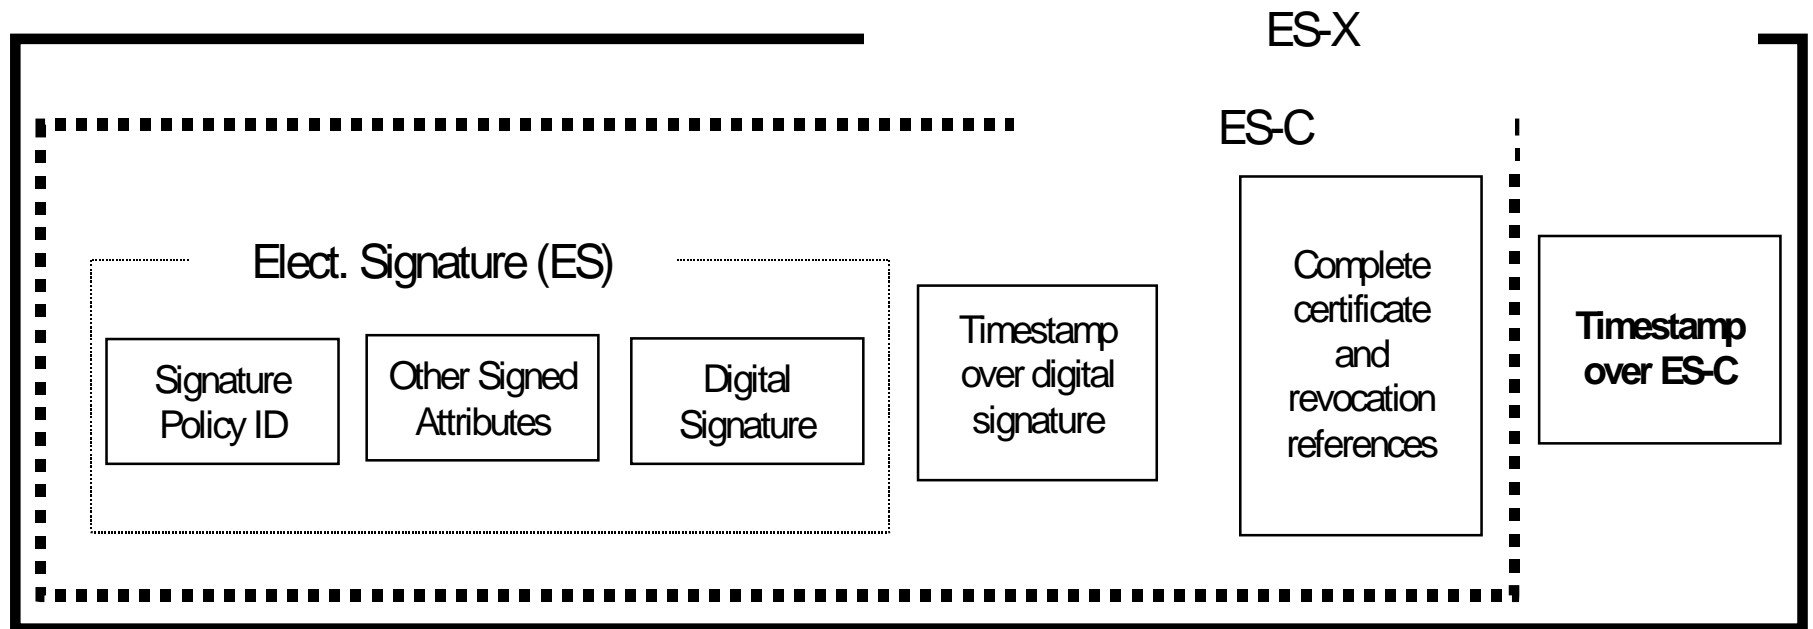 ES-X
ES-C
Elect. Signature (ES)
Signature
Policy ID
Other Signed
Attributes
Digital
Signature
Timestamp
over digital
signature
Complete
certificate
and
revocation
references
Timestamp
over ES-C